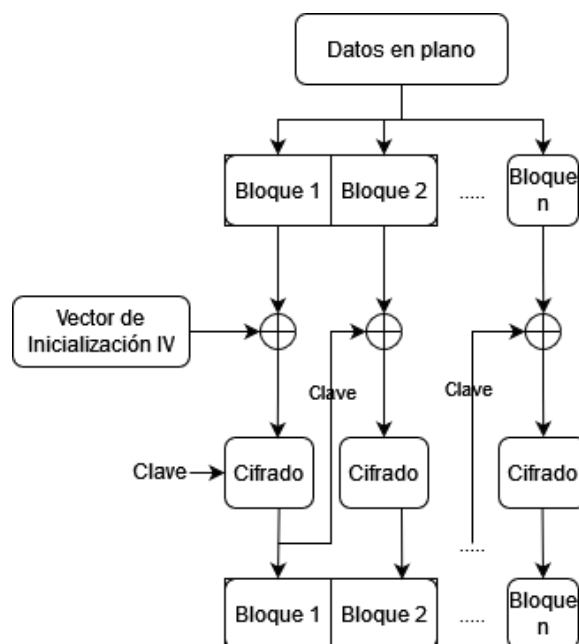 Datos en plano
Bloque 1
Bloque 2
.....
Bloque
n
Vector de
Inicialización IV
Clave
Clave
Clave
Cifrado
Cifrado
Cifrado
.....
Bloque 1
Bloque 2
.....
Bloque
n